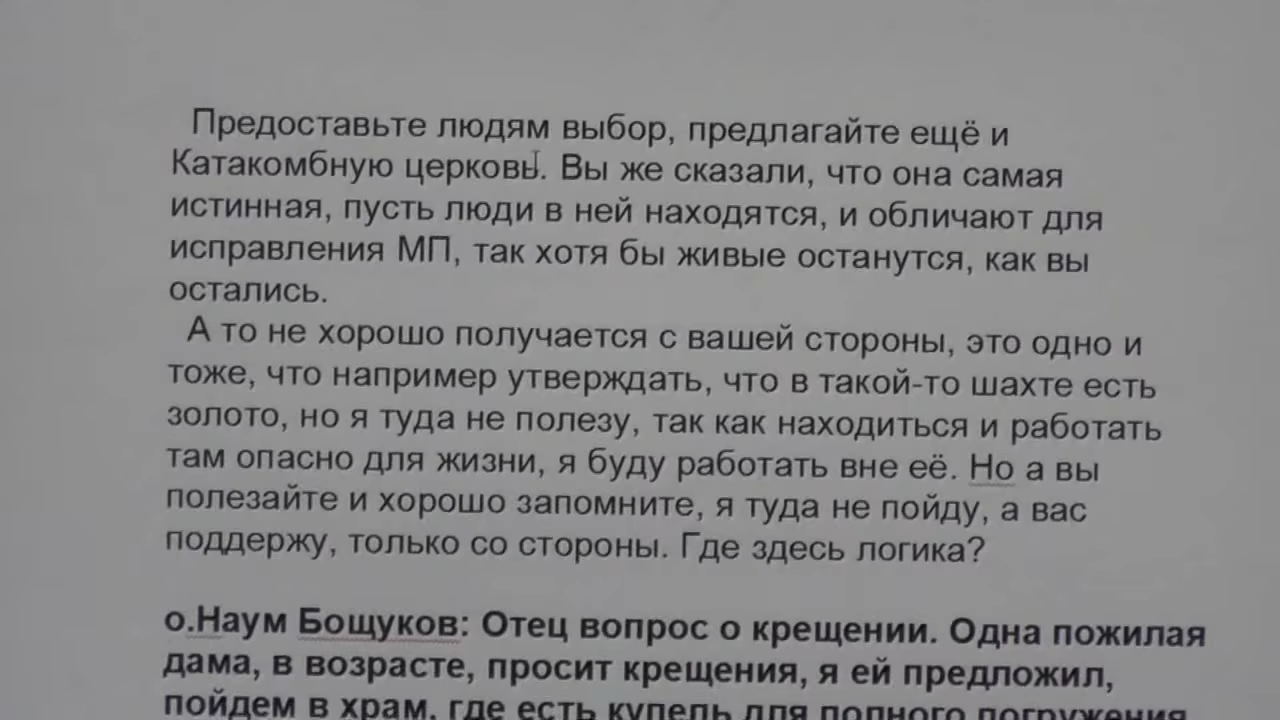 Предоставьте людям выбор, предлагайте ещё и
Катакомбную церковь. Вы же сказали, что она самая
истинная, пусть люди в ней находятся, и обличают для
исправления МП, так хотя бы живые останутся, как вы
остались.
А то не хорошо получается с вашей стороны, это одно и
тоже, что например утверждать, что в такой-то шахте есть
золото, но я туда не полезу, так как находиться и работать
там опасно для жизни, я буду работать вне её. Но а вы
полезайте и хорошо запомните, я туда не пойду, а вас
поддержу, только со стороны. Где здесь логика?
о.Наум Бощуков: Отец вопрос о крещении. Одна пожилая
дама, в возрасте, просит крещения, я ей предложил,
пойдем в храм, где есть купель для полного погружения